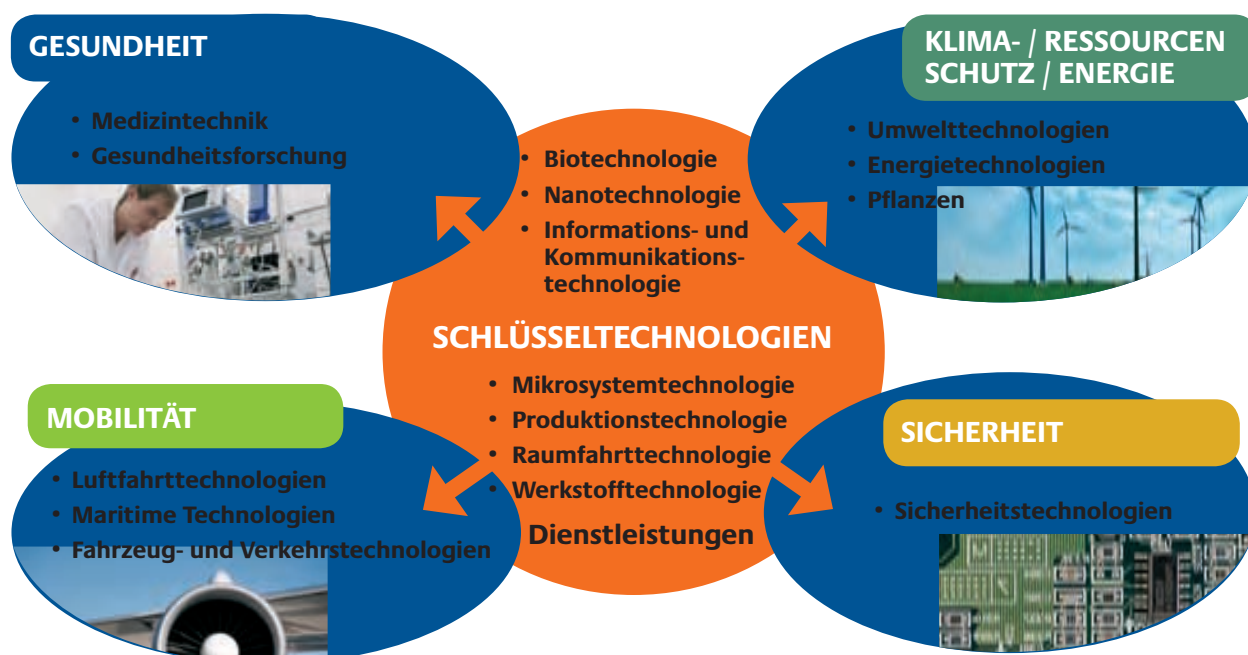 GESUNDHEIT
• Medizintechnik
• Gesundheitsforschung
KLIMA- / RESSOURCEN
SCHUTZ / ENERGIE
• Umwelttechnologien
• Energietechnologien
• Pflanzen
• Biotechnologie
• Nanotechnologie
• Informations- und
Kommunikations-
technologie
SCHLÜSSELTECHNOLOGIEN
• Mikrosystemtechnologie
• Produktionstechnologie
• Raumfahrttechnologie
• Werkstofftechnologie
Dienstleistungen
MOBILITÄT
• Luftfahrttechnologien
• Maritime Technologien
• Fahrzeug- und Verkehrstechnologien
SICHERHEIT
• Sicherheitstechnologien